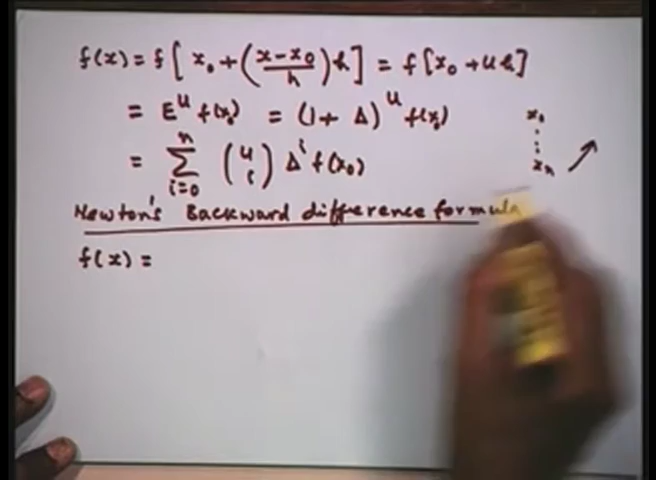 f(x) = f [ x₀ + ((x-x₀)/h) h ] = f [x₀ + uh]
= E^u f(x₀) = (1+Δ)^u f(x₀)
x₀
:
:
xₙ
= Σ_{i=0}^{n} (u i) Δ^i f(x₀)
Newton's Backward difference formula
f(x) =